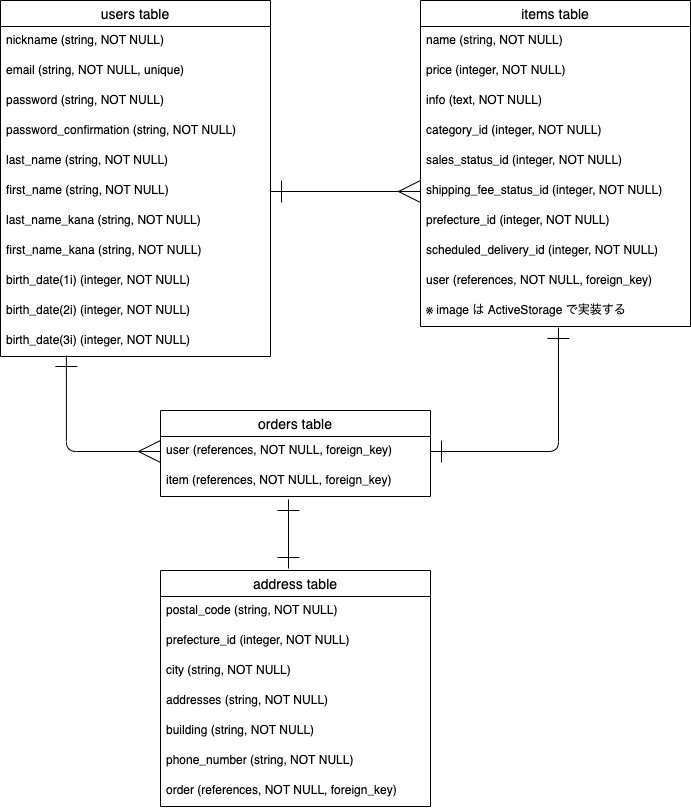 users table
nickname (string, NOT NULL)
email (string, NOT NULL, unique)
password (string, NOT NULL)
password_confirmation (string, NOT NULL)
last_name (string, NOT NULL)
first_name (string, NOT NULL)
last_name_kana (string, NOT NULL)
first_name_kana (string, NOT NULL)
birth_date(1i) (integer, NOT NULL)
birth_date(2i) (integer, NOT NULL)
birth_date(3i) (integer, NOT NULL)
items table
name (string, NOT NULL)
price (integer, NOT NULL)
info (text, NOT NULL)
category_id (integer, NOT NULL)
sales_status_id (integer, NOT NULL)
shipping_fee_status_id (integer, NOT NULL)
prefecture_id (integer, NOT NULL)
scheduled_delivery_id (integer, NOT NULL)
user (references, NOT NULL, foreign_key)
※ image は ActiveStorage で実装する
orders table
user (references, NOT NULL, foreign_key)
item (references, NOT NULL, foreign_key)
address table
postal_code (string, NOT NULL)
prefecture_id (integer, NOT NULL)
city (string, NOT NULL)
addresses (string, NOT NULL)
building (string, NOT NULL)
phone_number (string, NOT NULL)
order (references, NOT NULL, foreign_key)